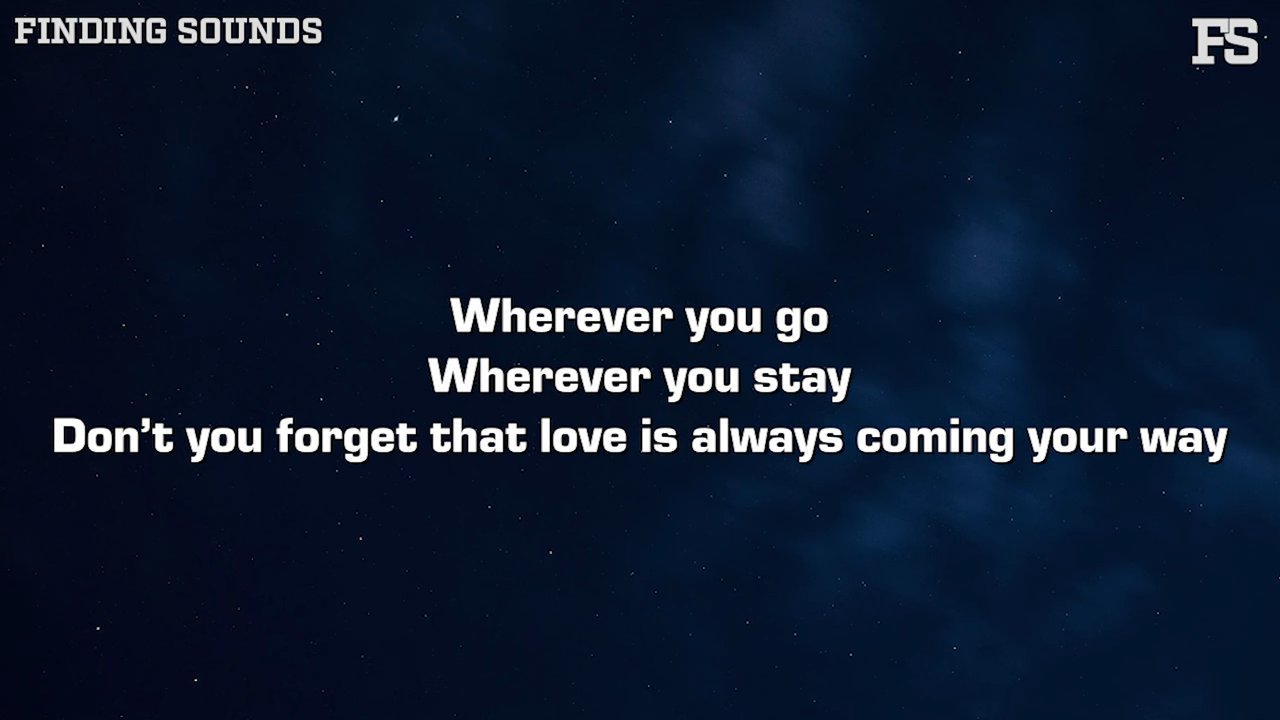 FINDING SOUNDS
FS
Wherever you go
Wherever you stay
Don't you forget that love is always coming your way